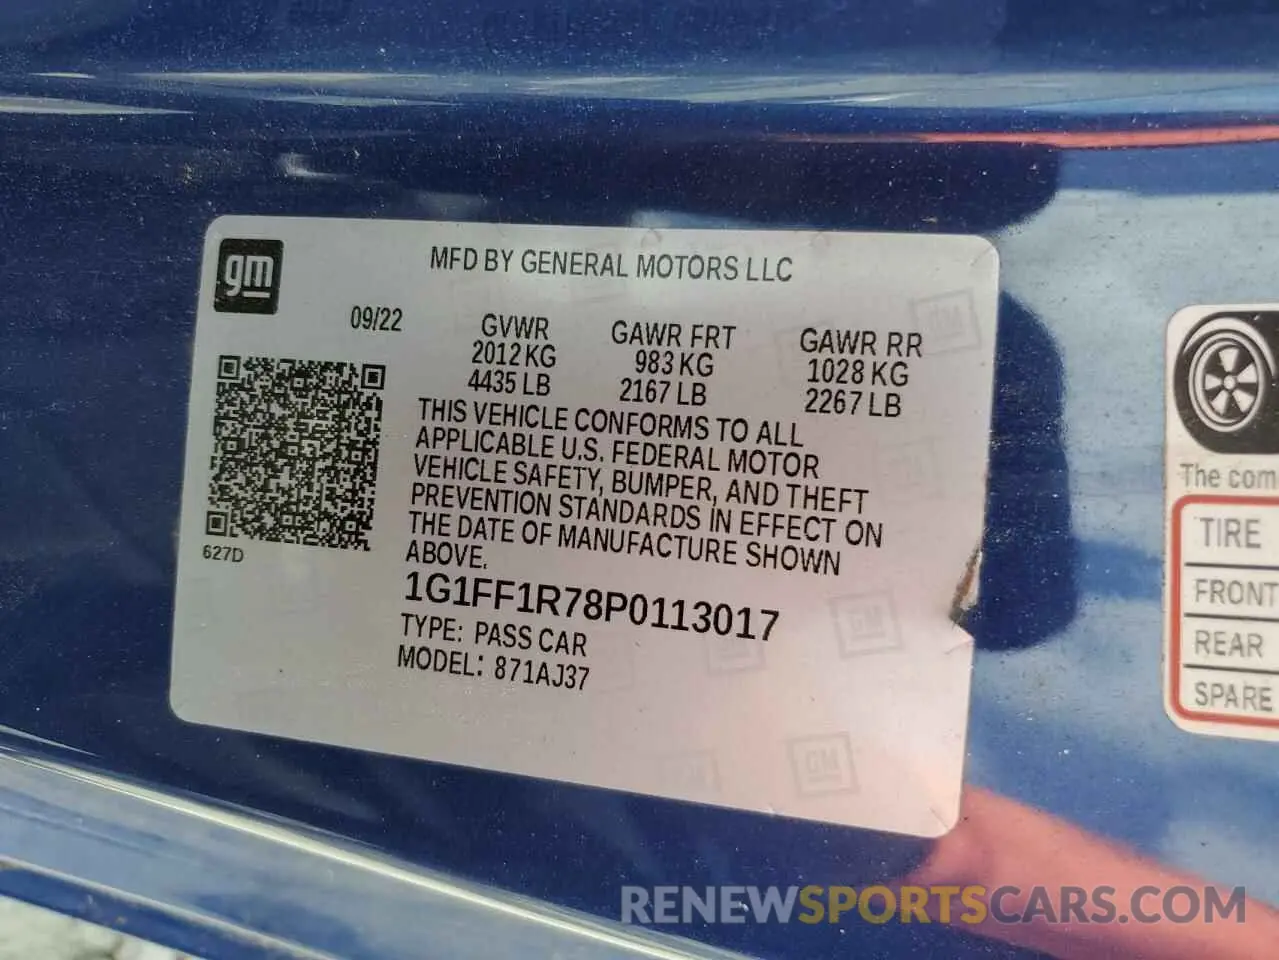 gm
MFD BY GENERAL MOTORS LLC
09/22
GVWR
2012 KG
4435 LB
GAWR FRT
983 KG
2167 LB
GAWR RR
1028 KG
2267 LB
THIS VEHICLE CONFORMS TO ALL
APPLICABLE U.S. FEDERAL MOTOR
VEHICLE SAFETY, BUMPER, AND THEFT
PREVENTION STANDARDS IN EFFECT ON
THE DATE OF MANUFACTURE SHOWN
ABOVE.
627D
1G1FF1R78P0113017
TYPE: PASS CAR
MODEL: 871AJ37
GM
GM
GM
The com
TIRE
FRONT
REAR
SPARE
RENEWSPORTSCARS.COM